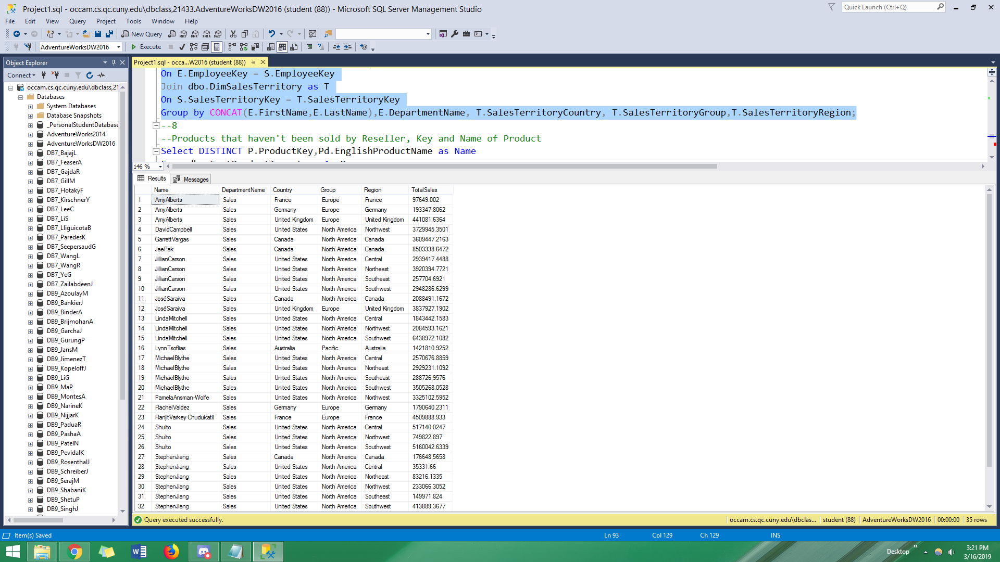 Project1.sql - occam.cs.qc.cuny.edu\dbclass,21433.AdventureWorksDW2016 (student (88)) - Microsoft SQL Server Management Studio
Quick Launch (Ctrl+Q)
File Edit View Query Project Tools Window Help
New Query
AdventureWorksDW2016 Execute
Object Explorer
Connect
occam.cs.qc.cuny.edu\dbclass,21
Databases
System Databases
Database Snapshots
_PersonalStudentDatabase
AdventureWorks2014
AdventureWorksDW2016
DB7_BajajL
DB7_FeaserA
DB7_GajdaR
DB7_GillM
DB7_HotakyF
DB7_KirschnerY
DB7_LeeC
DB7_LiS
DB7_LliguicotaB
DB7_ParedesK
DB7_SeepersaudG
DB7_WangL
DB7_WangR
DB7_YeG
DB7_ZailabdeenJ
DB9_AzoulayM
DB9_BankierJ
DB9_BinderA
DB9_BrijmohanA
DB9_GarchaJ
DB9_GurungP
DB9_JansM
DB9_JimenezT
DB9_KopeloffJ
DB9_LiG
DB9_MaP
DB9_MontesA
DB9_NarineK
DB9_NijjarK
DB9_PaduaR
DB9_PashaA
DB9_PatelN
DB9_PevidalK
DB9_RosenthalJ
DB9_SchreiberJ
DB9_SerajM
DB9_ShabaniK
DB9_ShetuP
DB9_SinghJ
Project1.sql - occa...W2016 (student (88))
On E.EmployeeKey = S.EmployeeKey
Join dbo.DimSalesTerritory as T
On S.SalesTerritoryKey = T.SalesTerritoryKey
Group by CONCAT(E.FirstName,E.LastName),E.DepartmentName, T.SalesTerritoryCountry, T.SalesTerritoryGroup,T.SalesTerritoryRegion;
--8
--Products that haven't been sold by Reseller, Key and Name of Product
Select DISTINCT P.ProductKey,Pd.EnglishProductName as Name
146 %
Results Messages
Name DepartmentName Country Group Region TotalSales
1 AmyAlberts Sales France Europe France 97649.002
2 AmyAlberts Sales Germany Europe Germany 193347.8062
3 AmyAlberts Sales United Kingdom Europe United Kingdom 441081.6364
4 DavidCampbell Sales United States North America Northwest 3729945.3501
5 GarrettVargas Sales Canada North America Canada 3609447.2163
6 JaePak Sales Canada North America Canada 8503338.6472
7 JillianCarson Sales United States North America Central 2939417.4488
8 JillianCarson Sales United States North America Northeast 3920394.7721
9 JillianCarson Sales United States North America Southeast 257704.6921
10 JillianCarson Sales United States North America Southwest 2948286.6299
11 JoséSaraiva Sales Canada North America Canada 2088491.1672
12 JoséSaraiva Sales United Kingdom Europe United Kingdom 3837927.1902
13 LindaMitchell Sales United States North America Central 1843442.1583
14 LindaMitchell Sales United States North America Northwest 2084593.1621
15 LindaMitchell Sales United States North America Southwest 6438972.1082
16 LynnTsoflias Sales Australia Pacific Australia 1421810.9252
17 MichaelBlythe Sales United States North America Central 2570676.8859
18 MichaelBlythe Sales United States North America Northeast 2929231.1092
19 MichaelBlythe Sales United States North America Southeast 288726.9576
20 MichaelBlythe Sales United States North America Southwest 3505268.0528
21 PamelaAnsman-Wolfe Sales United States North America Northwest 3325102.5952
22 RachelValdez Sales Germany Europe Germany 1790640.2311
23 RanjitVarkey Chudukatil Sales France Europe France 4509888.933
24 Shulto Sales United States North America Central 517140.0247
25 Shulto Sales United States North America Northwest 749822.897
26 Shulto Sales United States North America Southwest 5160042.6339
27 StephenJiang Sales Canada North America Canada 176648.5658
28 StephenJiang Sales United States North America Central 35331.66
29 StephenJiang Sales United States North America Northeast 83216.1335
30 StephenJiang Sales United States North America Northwest 233066.3052
31 StephenJiang Sales United States North America Southeast 149971.824
32 StephenJiang Sales United States North America Southwest 413889.3677
Query executed successfully. occam.cs.qc.cuny.edu\dbclas... student (88) AdventureWorksDW2016 00:00:00 35 rows
Item(s) Saved Ln 93 Col 129 Ch 129 INS
Desktop
3:21 PM
3/16/2019